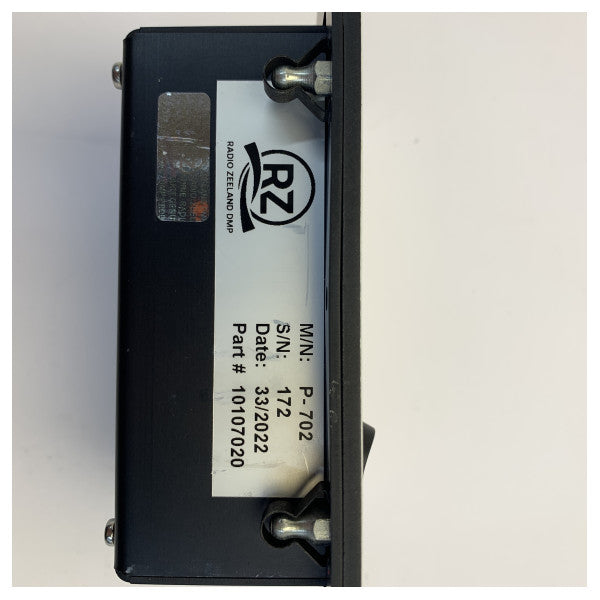 RZ
RADIO ZEELAND DMP
M/N: P-702
S/N: 172
Date: 33/2022
Part # 10107020